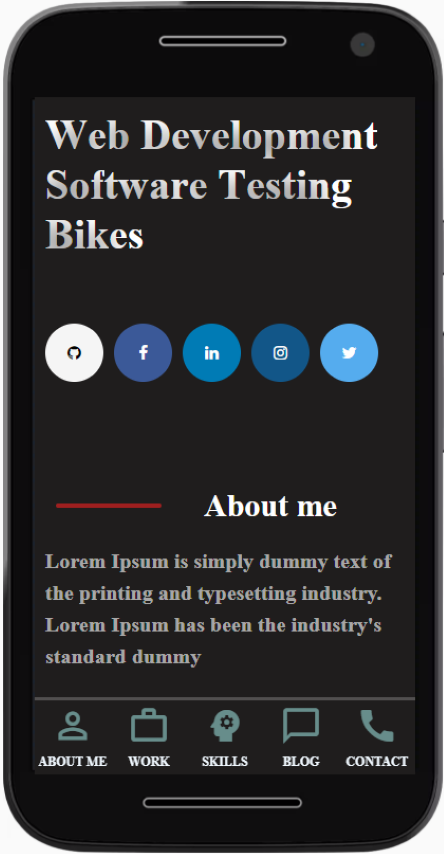 Web Development
Software Testing
Bikes
About me
Lorem Ipsum is simply dummy text of
the printing and typesetting industry.
Lorem Ipsum has been the industry's
standard dummy
ABOUT ME WORK SKILLS BLOG CONTACT